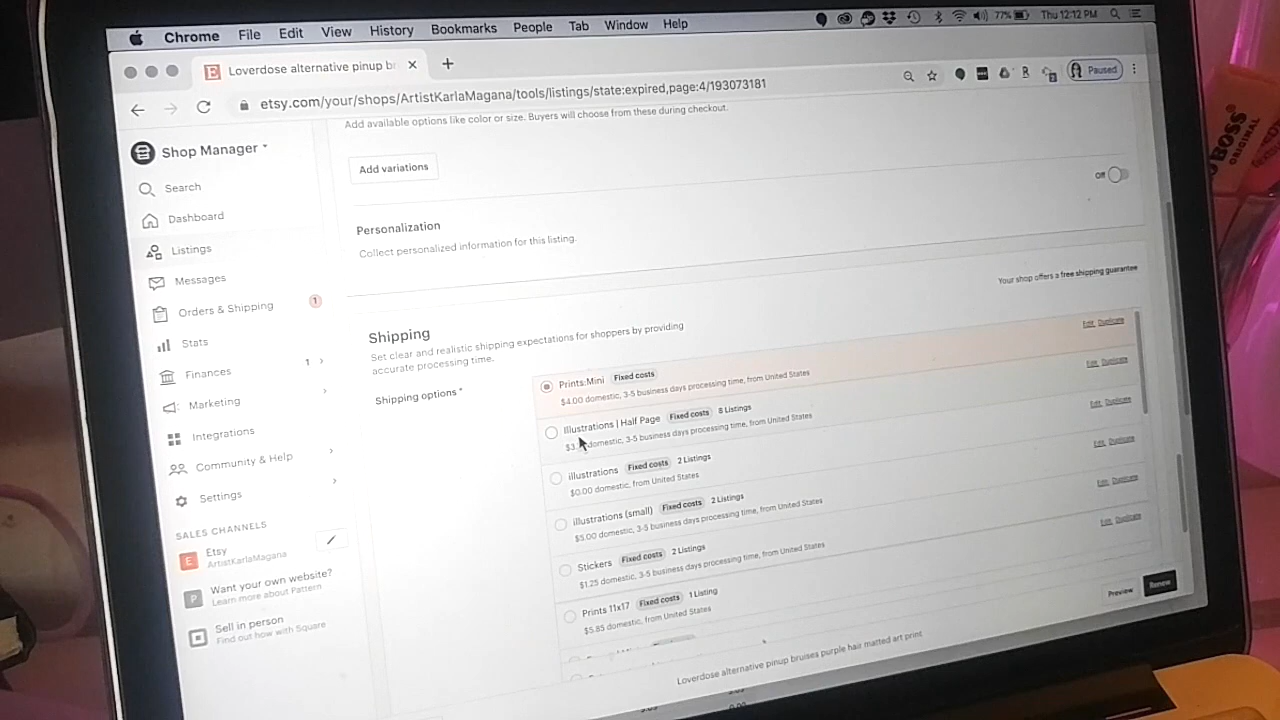 Chrome File Edit View History Bookmarks People Tab Window Help 77% Thu 12:12 PM
Loverdose alternative pinup br
etsy.com/your/shops/ArtistKarlaMagana/tools/listings/state:expired,page:4/193073181
Paused
Shop Manager
Search
Dashboard
Listings
Messages
Orders & Shipping 1
Stats
Finances 1
Marketing
Integrations
Community & Help
Settings
SALES CHANNELS
Etsy
ArtistKarlaMagana
Want your own website?
Learn more about Pattern
Sell in person
Find out how with Square
Add available options like color or size. Buyers will choose from these during checkout.
Add variations
Personalization
Off
Collect personalized information for this listing.
Your shop offers a free shipping guarantee
Shipping
Set clear and realistic shipping expectations for shoppers by providing
accurate processing time.
Shipping options *
Prints:Mini Fixed costs Edit Duplicate
$4.00 domestic, 3-5 business days processing time, from United States
Illustrations | Half Page Fixed costs 8 Listings Edit Duplicate
domestic, 3-5 business days processing time, from United States
illustrations Fixed costs 2 Listings Edit Duplicate
$0.00 domestic, from United States
illustrations (small) Fixed costs 2 Listings Edit Duplicate
$5.00 domestic, 3-5 business days processing time, from United States
Stickers Fixed costs 2 Listings Edit Duplicate
$1.25 domestic, 3-5 business days processing time, from United States
Prints 11x17 Fixed costs 1 Listing Edit Duplicate
$5.85 domestic, from United States
Preview Renew
Loverdose alternative pinup bruises purple hair matted art print
BOSS
ORIGINAL